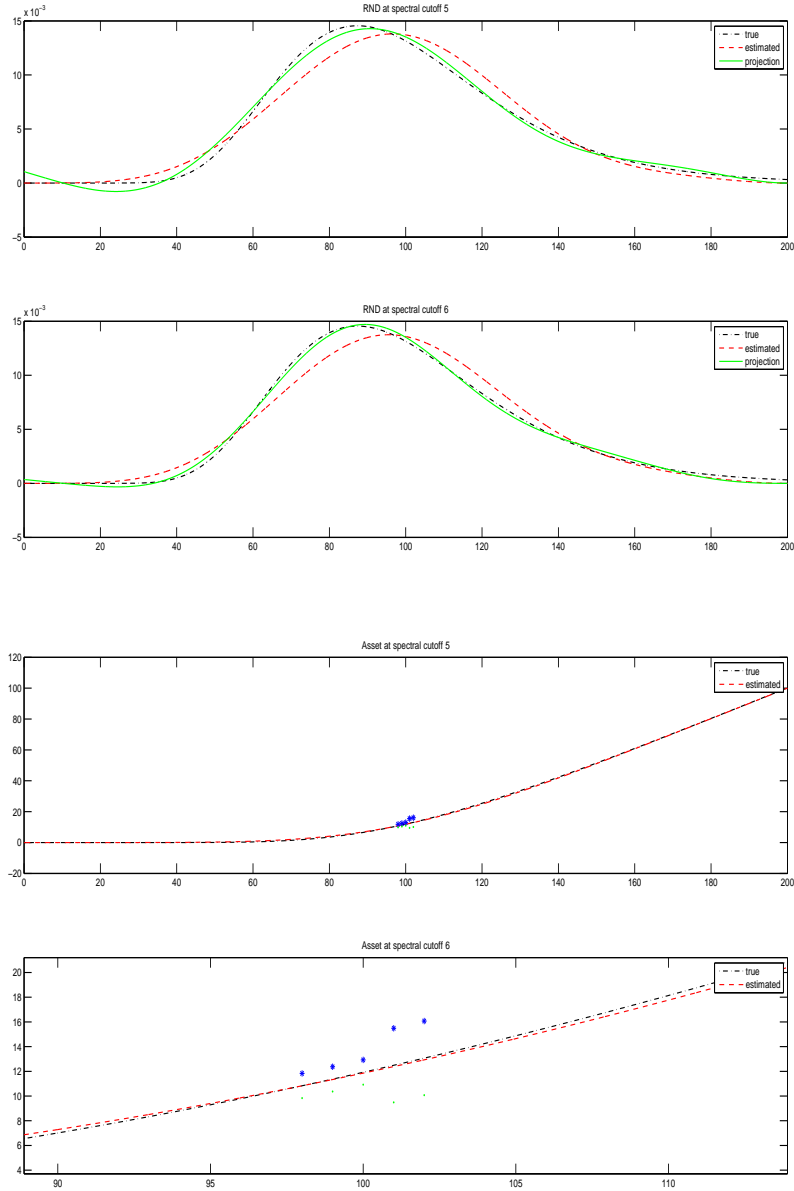 RND at spectral cutoff 5
x 10⁻³
15
10
5
0
−5
0 20 40 60 80 100 120 140 160 180 200
true
estimated
projection
RND at spectral cutoff 6
x 10⁻³
15
10
5
0
−5
0 20 40 60 80 100 120 140 160 180 200
true
estimated
projection
Asset at spectral cutoff 5
120
100
80
60
40
20
0
−20
0 20 40 60 80 100 120 140 160 180 200
true
estimated
Asset at spectral cutoff 6
20
18
16
14
12
10
8
6
4
90 95 100 105 110
true
estimated